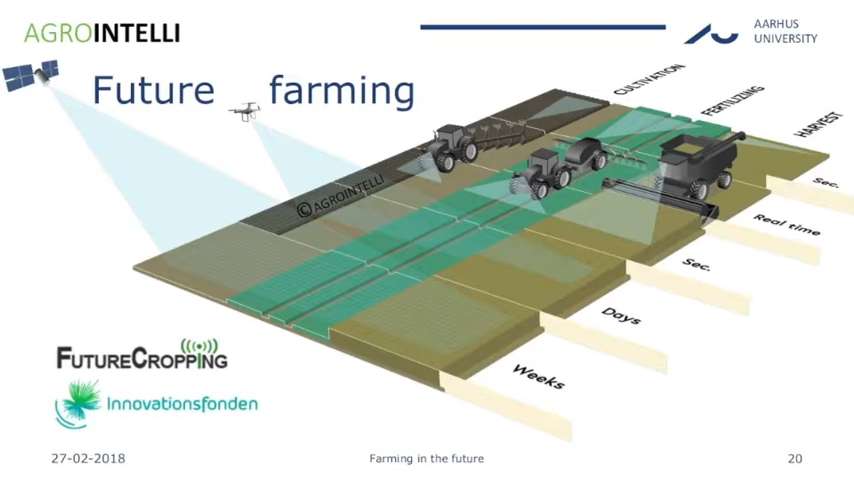 AGROINTELLI
AARHUS
UNIVERSITY
Future farming
CULTIVATION
FERTILIZING
HARVEST
© AGROINTELLI
Sec.
Real time
Sec.
Days
Weeks
FUTURECROPPING
Innovationsfonden
27-02-2018
Farming in the future
20